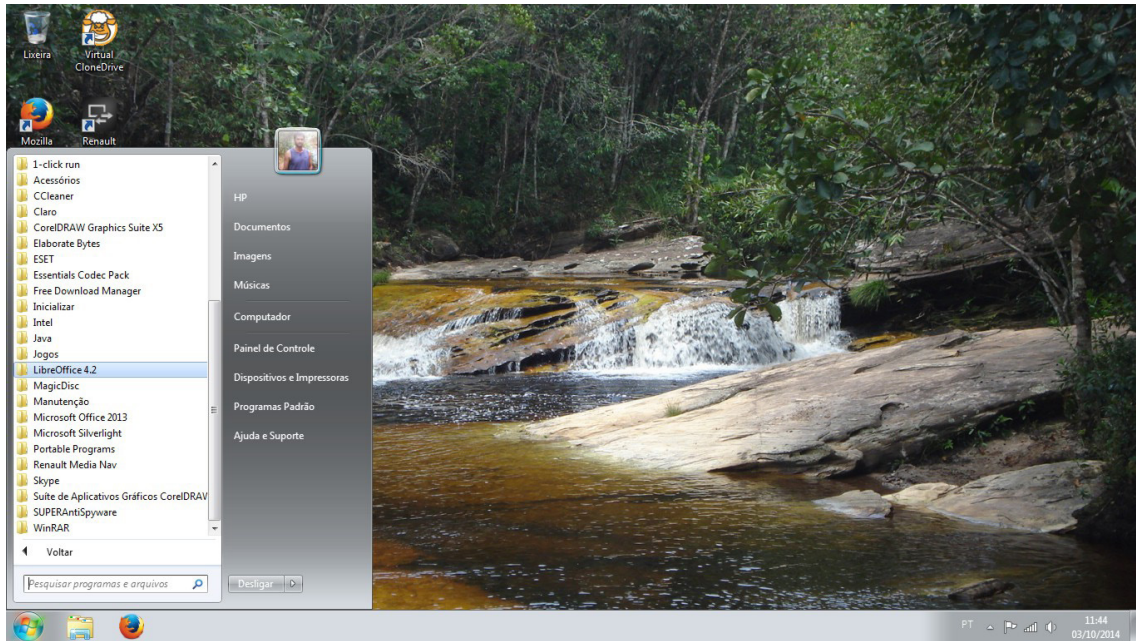 Lixeira
Virtual
CloneDrive
Mozilla
Renault
1-click run
Acessórios
CCleaner
Claro
CorelDRAW Graphics Suite X5
Elaborate Bytes
ESET
Essentials Codec Pack
Free Download Manager
Inicializar
Intel
Java
Jogos
LibreOffice 4.2
MagicDisc
Manutenção
Microsoft Office 2013
Microsoft Silverlight
Portable Programs
Renault Media Nav
Skype
Suíte de Aplicativos Gráficos CorelDRAW
SUPERAntiSpyware
WinRAR
Voltar
Pesquisar programas e arquivos
HP
Documentos
Imagens
Músicas
Computador
Painel de Controle
Dispositivos e Impressoras
Programas Padrão
Ajuda e Suporte
Desligar
PT
11:44
03/10/2014